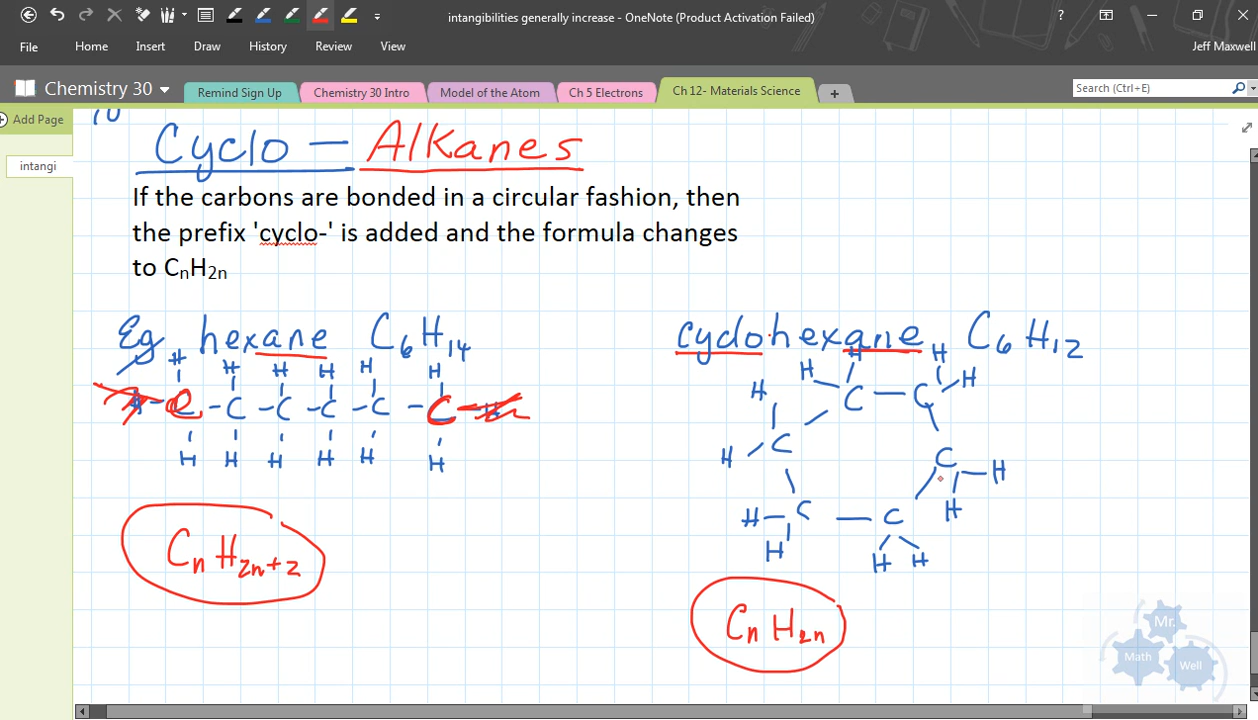 intangibilities generally increase - OneNote (Product Activation Failed)
?
File Home Insert Draw History Review View
Jeff Maxwell
Chemistry 30
Remind Sign Up
Chemistry 30 Intro
Model of the Atom
Ch 5 Electrons
Ch 12- Materials Science
+
Search (Ctrl+E)
Add Page
intangi
Cyclo - Alkanes
If the carbons are bonded in a circular fashion, then
the prefix 'cyclo-' is added and the formula changes
to CnH2n
Eg hexane C6H14
H H H H H H
C - C - C - C - C - C
H H H H H H
CnH2n+2
cyclohexane C6H12
H H H
H H
C - C
H C
H C - H
H - C - C H
H H H
CnH2n
Mr.
Math
Well